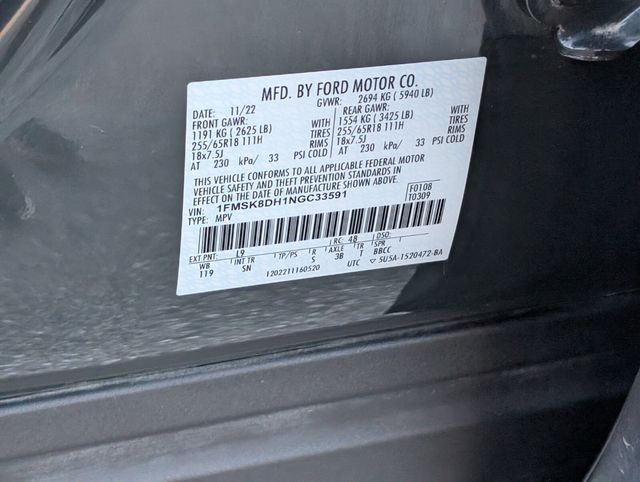 MFD. BY FORD MOTOR CO.
DATE: 11/22 GVWR: 2694 KG ( 5940 LB)
FRONT GAWR: REAR GAWR:
1191 KG ( 2625 LB) WITH 1554 KG ( 3425 LB) WITH
255/65R18 111H TIRES 255/65R18 111H TIRES
18x7.5J RIMS 18x7.5J RIMS
AT 230 kPa/ 33 PSI COLD AT 230 kPa/ 33 PSI COLD
THIS VEHICLE CONFORMS TO ALL APPLICABLE FEDERAL MOTOR
VEHICLE SAFETY AND THEFT PREVENTION STANDARDS IN
EFFECT ON THE DATE OF MANUFACTURE SHOWN ABOVE.
VIN: 1FMSK8DH1NGC33591 F0108
TYPE: MPV T0309
EXT PNT: L9 RC: 48 DSO:
WB INT TR TP/PS R AXLE TR SPR
119 SN S 3B T BBCC
1202211160520 UTC 5U5A-1520472-BA